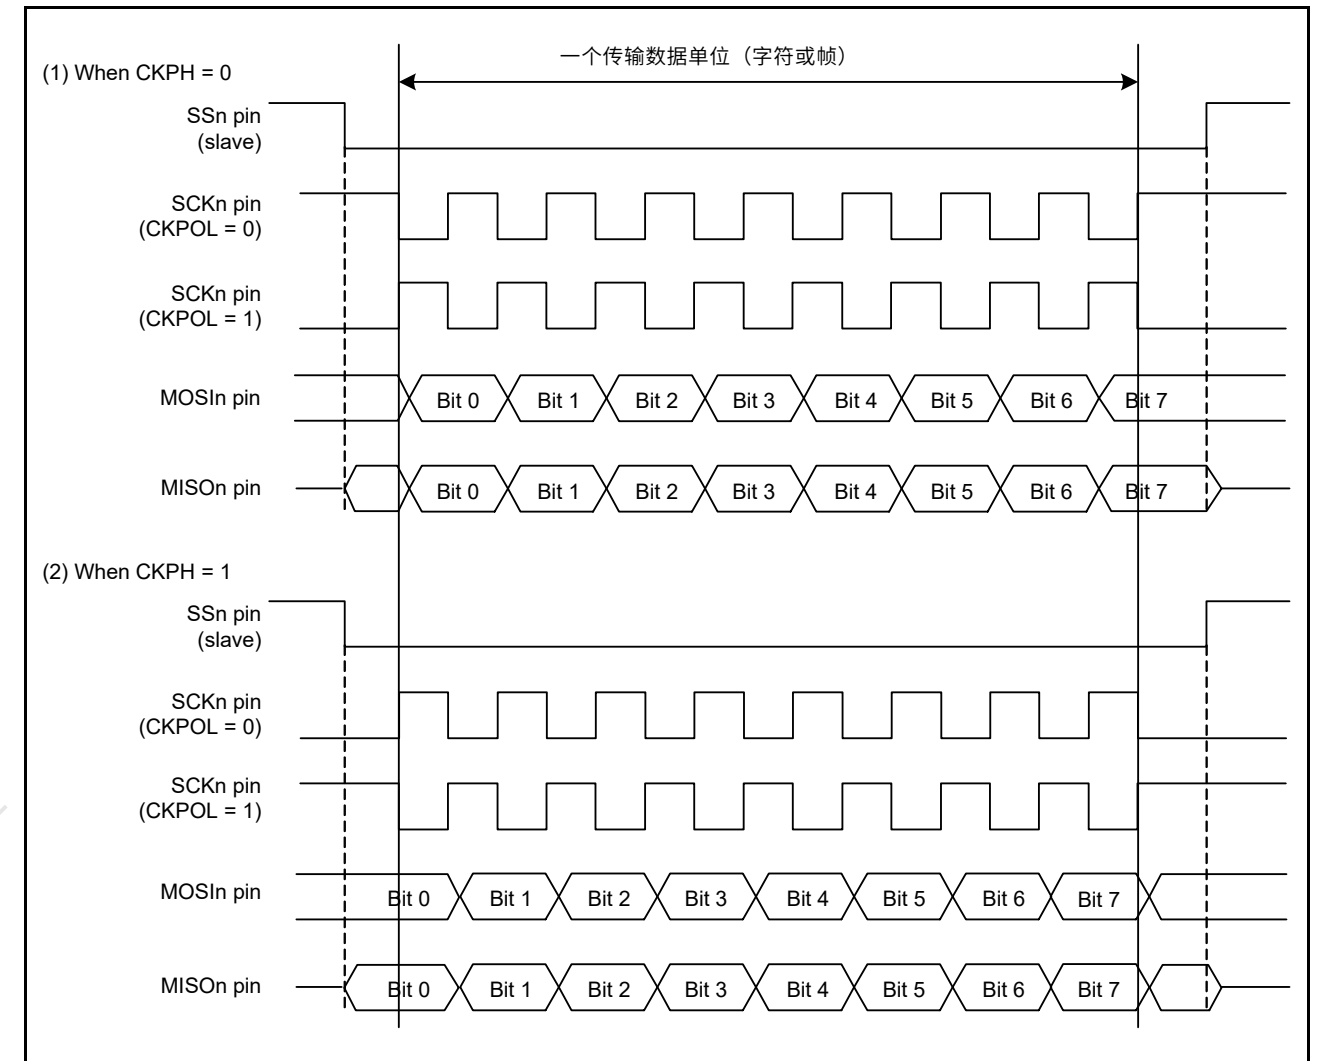 一个传输数据单位（字符或帧）
(1) When CKPH = 0
SSn pin
(slave)
SCKn pin
(CKPOL = 0)
SCKn pin
(CKPOL = 1)
MOSIn pin
Bit 0 Bit 1 Bit 2 Bit 3 Bit 4 Bit 5 Bit 6 Bit 7
MISOn pin
Bit 0 Bit 1 Bit 2 Bit 3 Bit 4 Bit 5 Bit 6 Bit 7
(2) When CKPH = 1
SSn pin
(slave)
SCKn pin
(CKPOL = 0)
SCKn pin
(CKPOL = 1)
MOSIn pin
Bit 0 Bit 1 Bit 2 Bit 3 Bit 4 Bit 5 Bit 6 Bit 7
MISOn pin
Bit 0 Bit 1 Bit 2 Bit 3 Bit 4 Bit 5 Bit 6 Bit 7